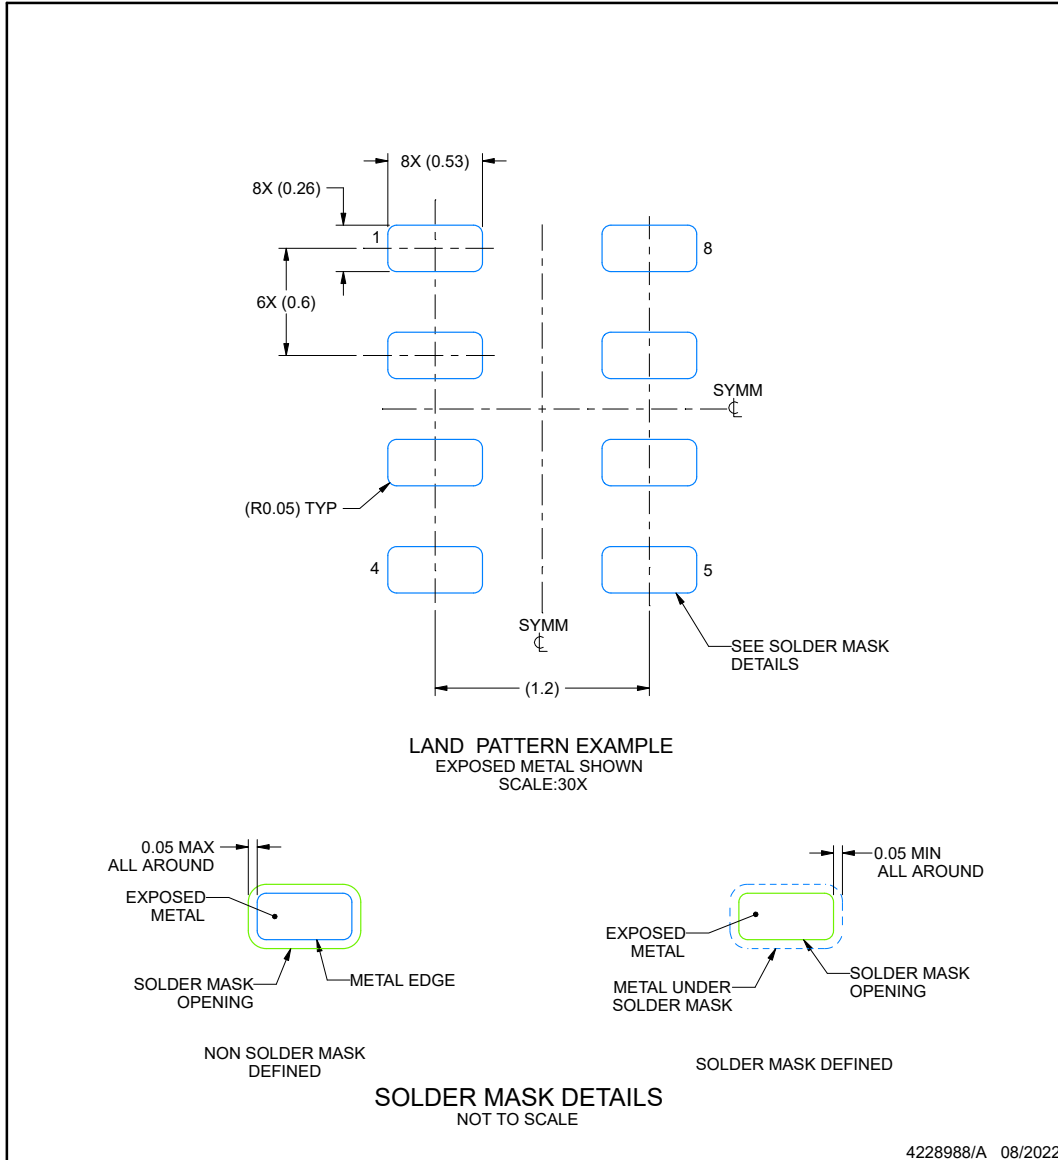 8X (0.53)
8X (0.26)
1
8
6X (0.6)
SYMM
℄
(R0.05) TYP
4
5
SYMM
℄
SEE SOLDER MASK
DETAILS
(1.2)
LAND PATTERN EXAMPLE
EXPOSED METAL SHOWN
SCALE:30X
0.05 MAX
ALL AROUND
EXPOSED
METAL
SOLDER MASK
OPENING
METAL EDGE
NON SOLDER MASK
DEFINED
0.05 MIN
ALL AROUND
EXPOSED
METAL
METAL UNDER
SOLDER MASK
SOLDER MASK
OPENING
SOLDER MASK DEFINED
SOLDER MASK DETAILS
NOT TO SCALE
4228988/A 08/2022